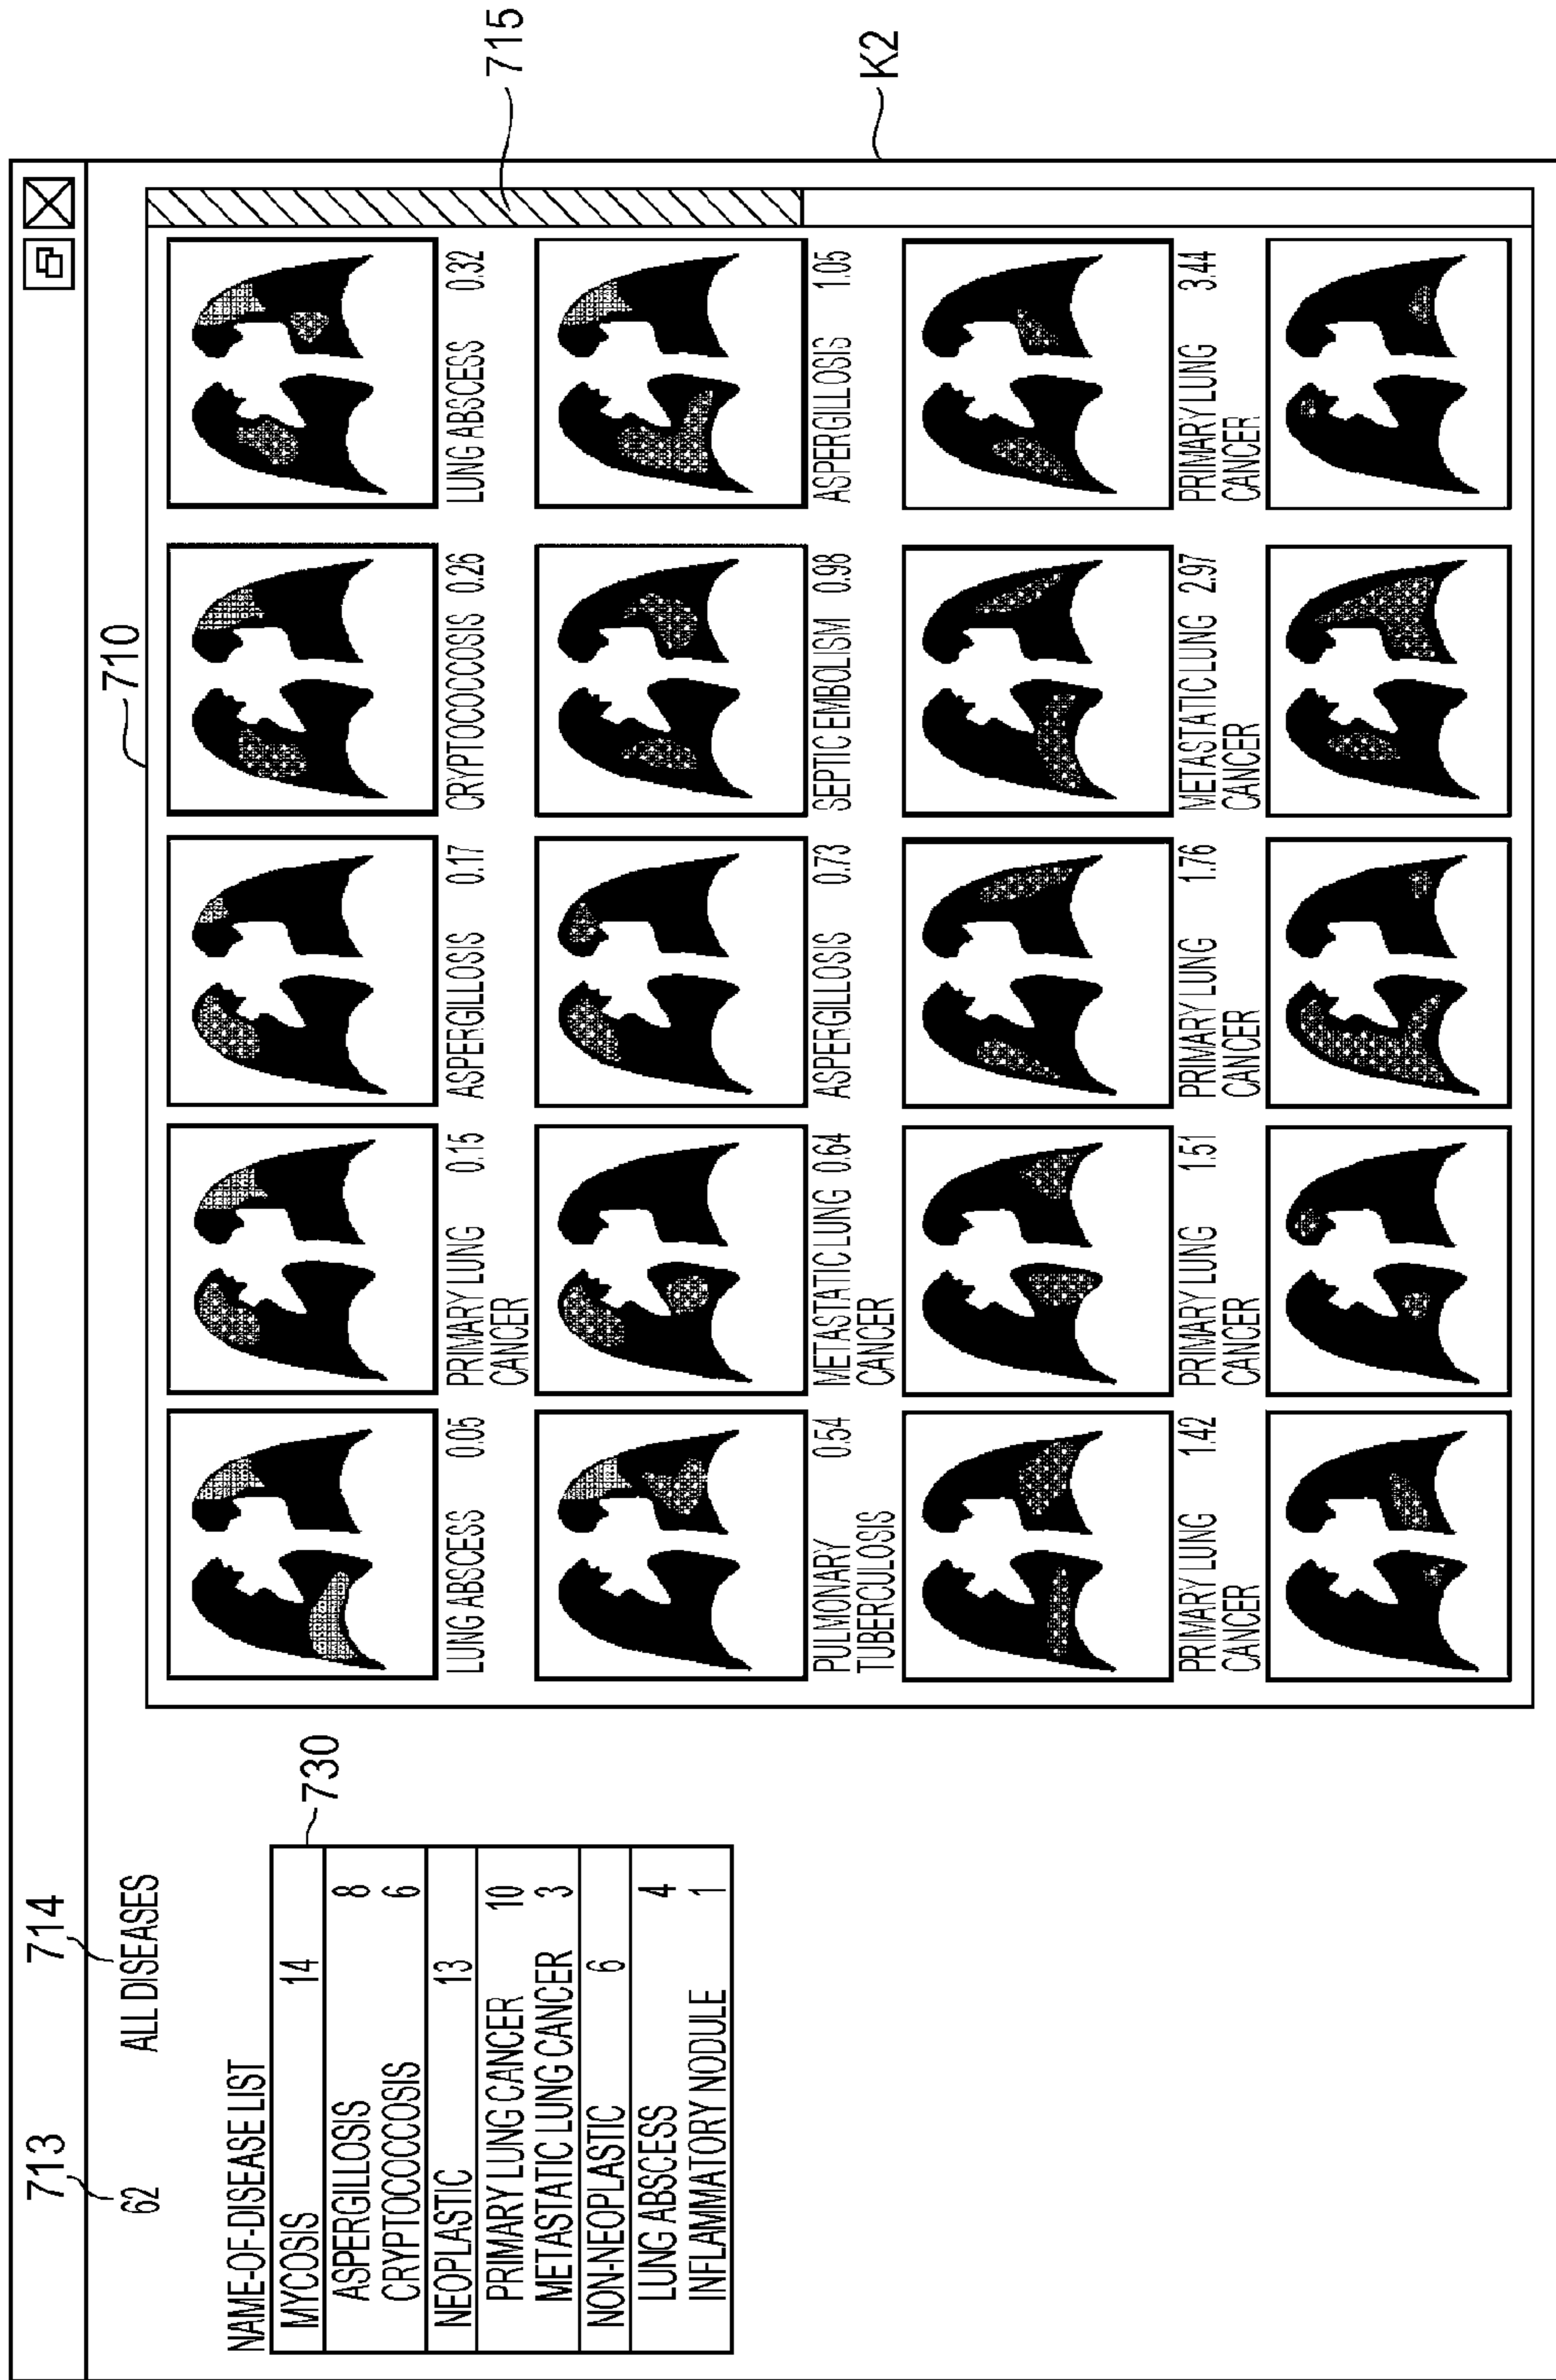 713
714
62
ALL DISEASES
NAME-OF-DISEASE LIST
730
MYCOSIS 14
ASPERGILLOSIS 8
CRYPTOCOCCOSIS 6
NEOPLASTIC 13
PRIMARY LUNG CANCER 10
METASTATIC LUNG CANCER 3
NON-NEOPLASTIC 6
LUNG ABSCESS 4
INFLAMMATORY NODULE 1
710
LUNG ABSCESS 0.05
PRIMARY LUNG 0.15
CANCER
ASPERGILLOSIS 0.17
CRYPTOCOCCOSIS 0.26
LUNG ABSCESS 0.32
PULMONARY 0.54
TUBERCULOSIS
METASTATIC LUNG 0.64
CANCER
ASPERGILLOSIS 0.73
SEPTIC EMBOLISM 0.98
ASPERGILLOSIS 1.05
PRIMARY LUNG 1.42
CANCER
PRIMARY LUNG 1.51
CANCER
PRIMARY LUNG 1.76
CANCER
METASTATIC LUNG 2.97
CANCER
PRIMARY LUNG 3.44
CANCER
715
K2